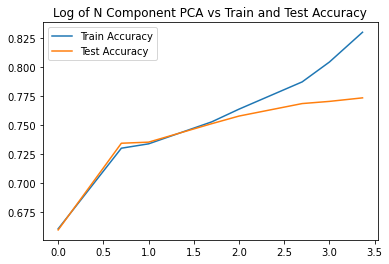 Log of N Component PCA vs Train and Test Accuracy
Train Accuracy
Test Accuracy
0.825
0.800
0.775
0.750
0.725
0.700
0.675
0.0 0.5 1.0 1.5 2.0 2.5 3.0 3.5